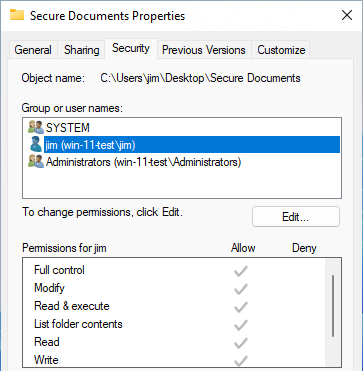 Secure Documents Properties
General Sharing Security Previous Versions Customize
Object name: C:\Users\jim\Desktop\Secure Documents
Group or user names:
SYSTEM
jim (win-11-test\jim)
Administrators (win-11-test\Administrators)
To change permissions, click Edit.
Edit...
Permissions for jim Allow Deny
Full control
Modify
Read & execute
List folder contents
Read
Write